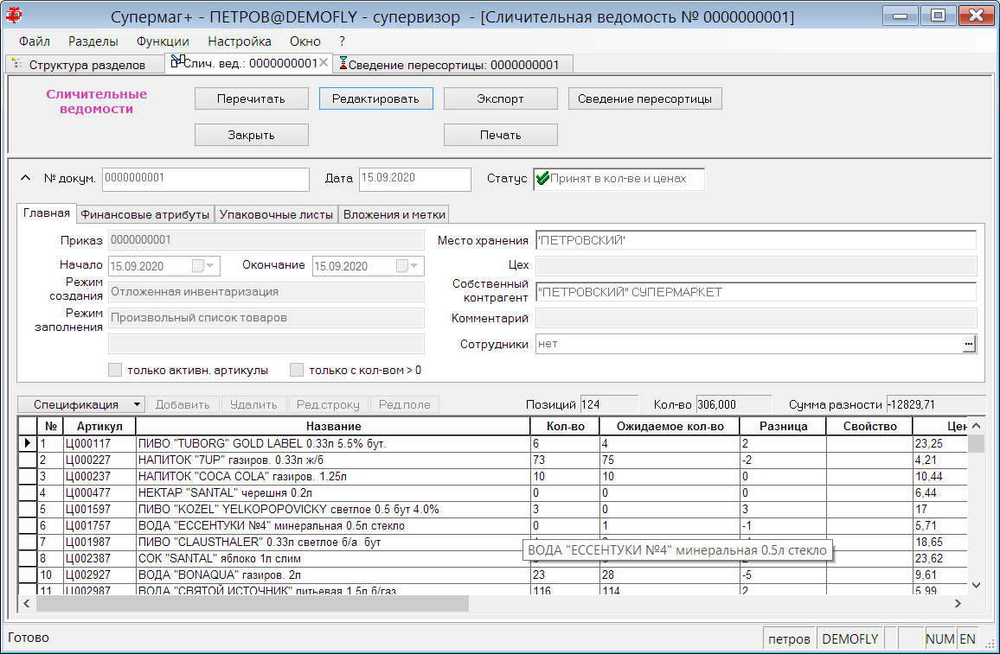 Супермаг+ - ПЕТРОВ@DEMOFLY - супервизор - [Сличительная ведомость № 0000000001]
Файл Разделы Функции Настройка Окно ?
Структура разделов Слич. вед.: 0000000001 Сведение пересортицы: 0000000001
Сличительные ведомости
Перечитать Редактировать Экспорт Сведение пересортицы
Закрыть Печать
№ докум. 0000000001 Дата 15.09.2020 Статус Принят в кол-ве и ценах
Главная Финансовые атрибуты Упаковочные листы Вложения и метки
Приказ 0000000001 Место хранения 'ПЕТРОВСКИЙ'
Начало 15.09.2020 Окончание 15.09.2020 Цех
Режим создания Отложенная инвентаризация Собственный контрагент "ПЕТРОВСКИЙ" СУПЕРМАРКЕТ
Режим заполнения Произвольный список товаров Комментарий
Сотрудники нет ...
только активн. артикулы только с кол-вом > 0
Спецификация Добавить Удалить Ред.строку Ред.поле Позиций 124 Кол-во 306,000 Сумма разности -12829,71
№ Артикул Название Кол-во Ожидаемое кол-во Разница Свойство Цен
1 Ц000117 ПИВО "TUBORG" GOLD LABEL 0.33л 5.5% бут. 6 4 2 23,25
2 Ц000227 НАПИТОК "7UP" газиров. 0.33л ж/б 73 75 -2 4,21
3 Ц000237 НАПИТОК "COCA COLA" газиров. 1.25л 10 10 0 10,44
4 Ц000477 НЕКТАР "SANTAL" черешня 0.2л 0 0 0 6,44
5 Ц001597 ПИВО "KOZEL" YELKOPOPOVICKY светлое 0.5 бут 4.0% 3 0 3 17
6 Ц001757 ВОДА "ЕССЕНТУКИ №4" минеральная 0.5л стекло 0 1 -1 5,71
7 Ц001987 ПИВО "CLAUSTHALER" 0.33л светлое б/а бут 18,65
ВОДА "ЕССЕНТУКИ №4" минеральная 0.5л стекло
8 Ц002387 СОК "SANTAL" яблоко 1л слим 23,62
10 Ц002927 ВОДА "BONAQUA" газиров. 2л 23 28 -5 9,61
11 Ц002987 ВОДА "СВЯТОЙ ИСТОЧНИК" питьевая 1.5л б/газ 116 114 2 5,99
Готово петров DEMOFLY NUM EN